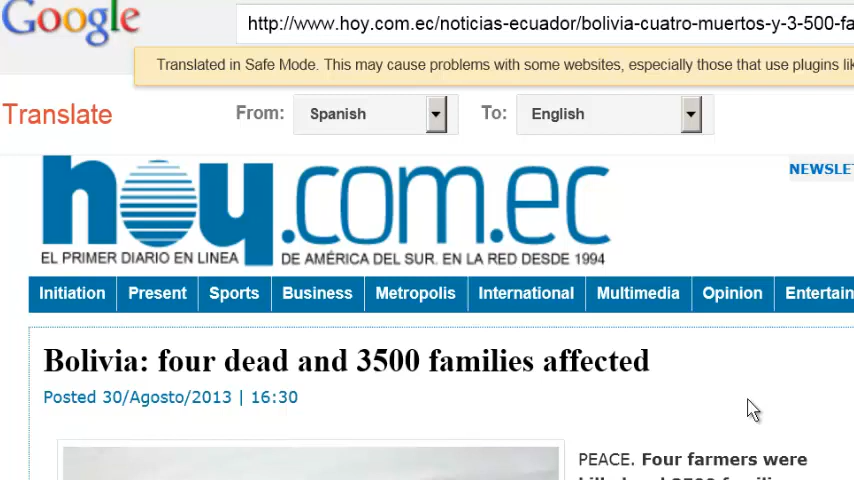 Google
http://www.hoy.com.ec/noticias-ecuador/bolivia-cuatro-muertos-y-3-500-fa
Translated in Safe Mode. This may cause problems with some websites, especially those that use plugins lik
Translate From: Spanish To: English
hoy.com.ec
NEWSLET
EL PRIMER DIARIO EN LINEA DE AMÉRICA DEL SUR. EN LA RED DESDE 1994
Initiation Present Sports Business Metropolis International Multimedia Opinion Entertain
Bolivia: four dead and 3500 families affected
Posted 30/Agosto/2013 | 16:30
PEACE. Four farmers were